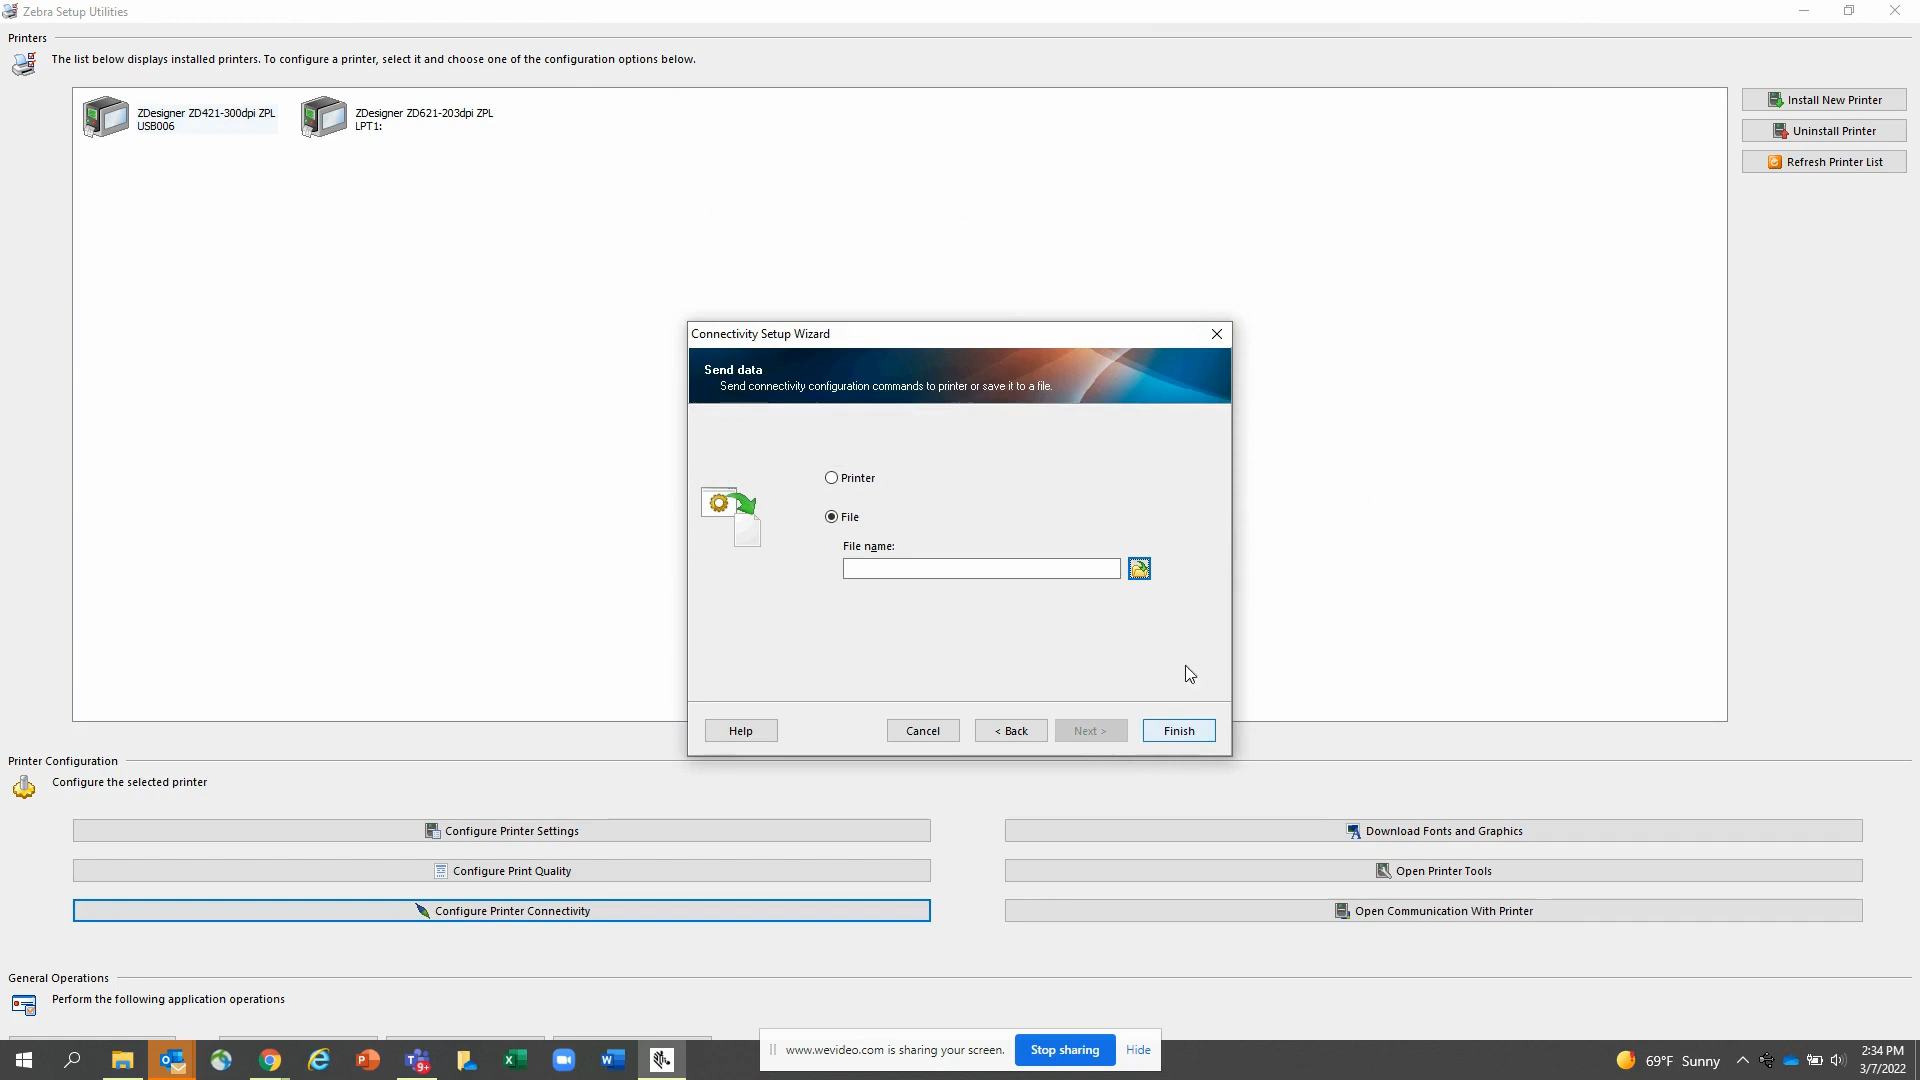 Zebra Setup Utilities
Printers
The list below displays installed printers. To configure a printer, select it and choose one of the configuration options below.
ZDesigner ZD421-300dpi ZPL
USB006
ZDesigner ZD621-203dpi ZPL
LPT1:
Install New Printer
Uninstall Printer
Refresh Printer List
Connectivity Setup Wizard
Send data
Send connectivity configuration commands to printer or save it to a file.
Printer
File
File name:
Help
Cancel
< Back
Next >
Finish
Printer Configuration
Configure the selected printer
Configure Printer Settings
Download Fonts and Graphics
Configure Print Quality
Open Printer Tools
Configure Printer Connectivity
Open Communication With Printer
General Operations
Perform the following application operations
www.wevideo.com is sharing your screen.
Stop sharing
Hide
9+
69°F Sunny
2:34 PM
3/7/2022